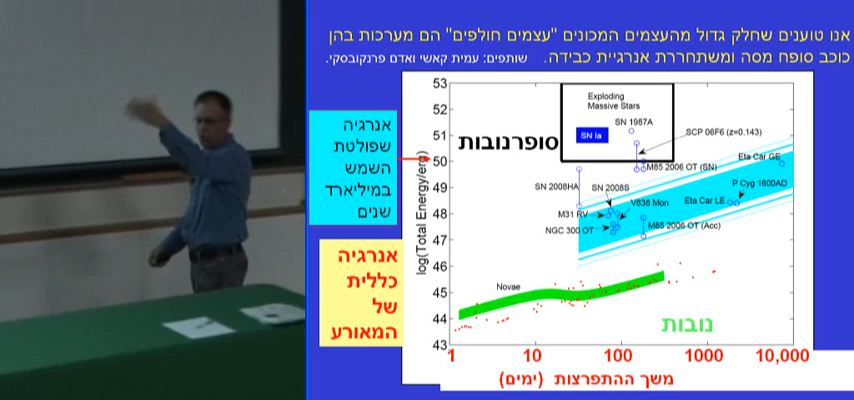 אנו טוענים שחלק גדול מהעצמים המכונים "עצמים חולפים" הם מערכות בהן
כוכב סופח מסה ומשתחררת אנרגיית כבידה. שותפים: עמית קאשי ואדם פרנקובסקי.
אנרגיה
שפולטת
השמש
במיליארד
שנים
אנרגיה
כללית
של
המאורע
log(Total Energy/erg)
53
52
51
50
49
48
47
46
45
44
43
Exploding
Massive Stars
SN 1987A
SN Ia
סופרנובות
SCP 06F6 (z=0.143)
M85 2006 OT (SN)
Eta Car GE
SN 2008HA
SN 2008S
P Cyg 1600AD
V838 Mon
Eta Car LE
M31 RV
NGC 300 OT
M85 2006 OT (Acc)
Novae
נובות
1
10
100
1000
10,000
משך ההתפרצות (ימים)